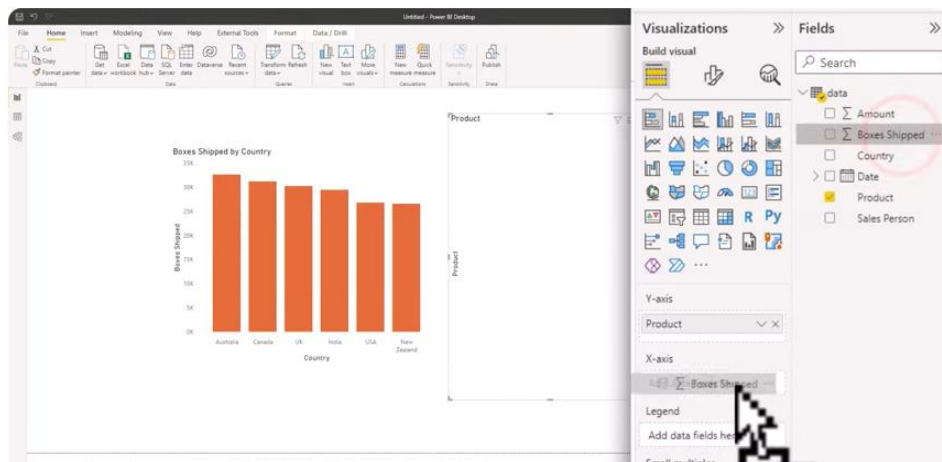 Untitled - Power BI Desktop
File Home Insert Modeling View Help External Tools Format Data / Drill
Paste
Cut
Copy
Format painter
Get data
Excel workbook
Data hub
SQL Server
Enter data
Dataverse
Recent sources
Transform data
Refresh
New visual
Text box
More visuals
New measure
Quick measure
Sensitivity
Publish
Clipboard Data Queries Insert Calculations Sensitivity Share
Boxes Shipped by Country
35K
30K
25K
20K
15K
10K
5K
0K
Boxes Shipped
Australia Canada UK India USA New Zealand
Country
Product
Product
Visualizations
Build visual
R Py
123
Y-axis
Product
X-axis
Σ Boxes Shipped
Legend
Add data fields here
Small multiples
Fields
Search
data
Σ Amount
Σ Boxes Shipped
Country
Date
Product
Sales Person